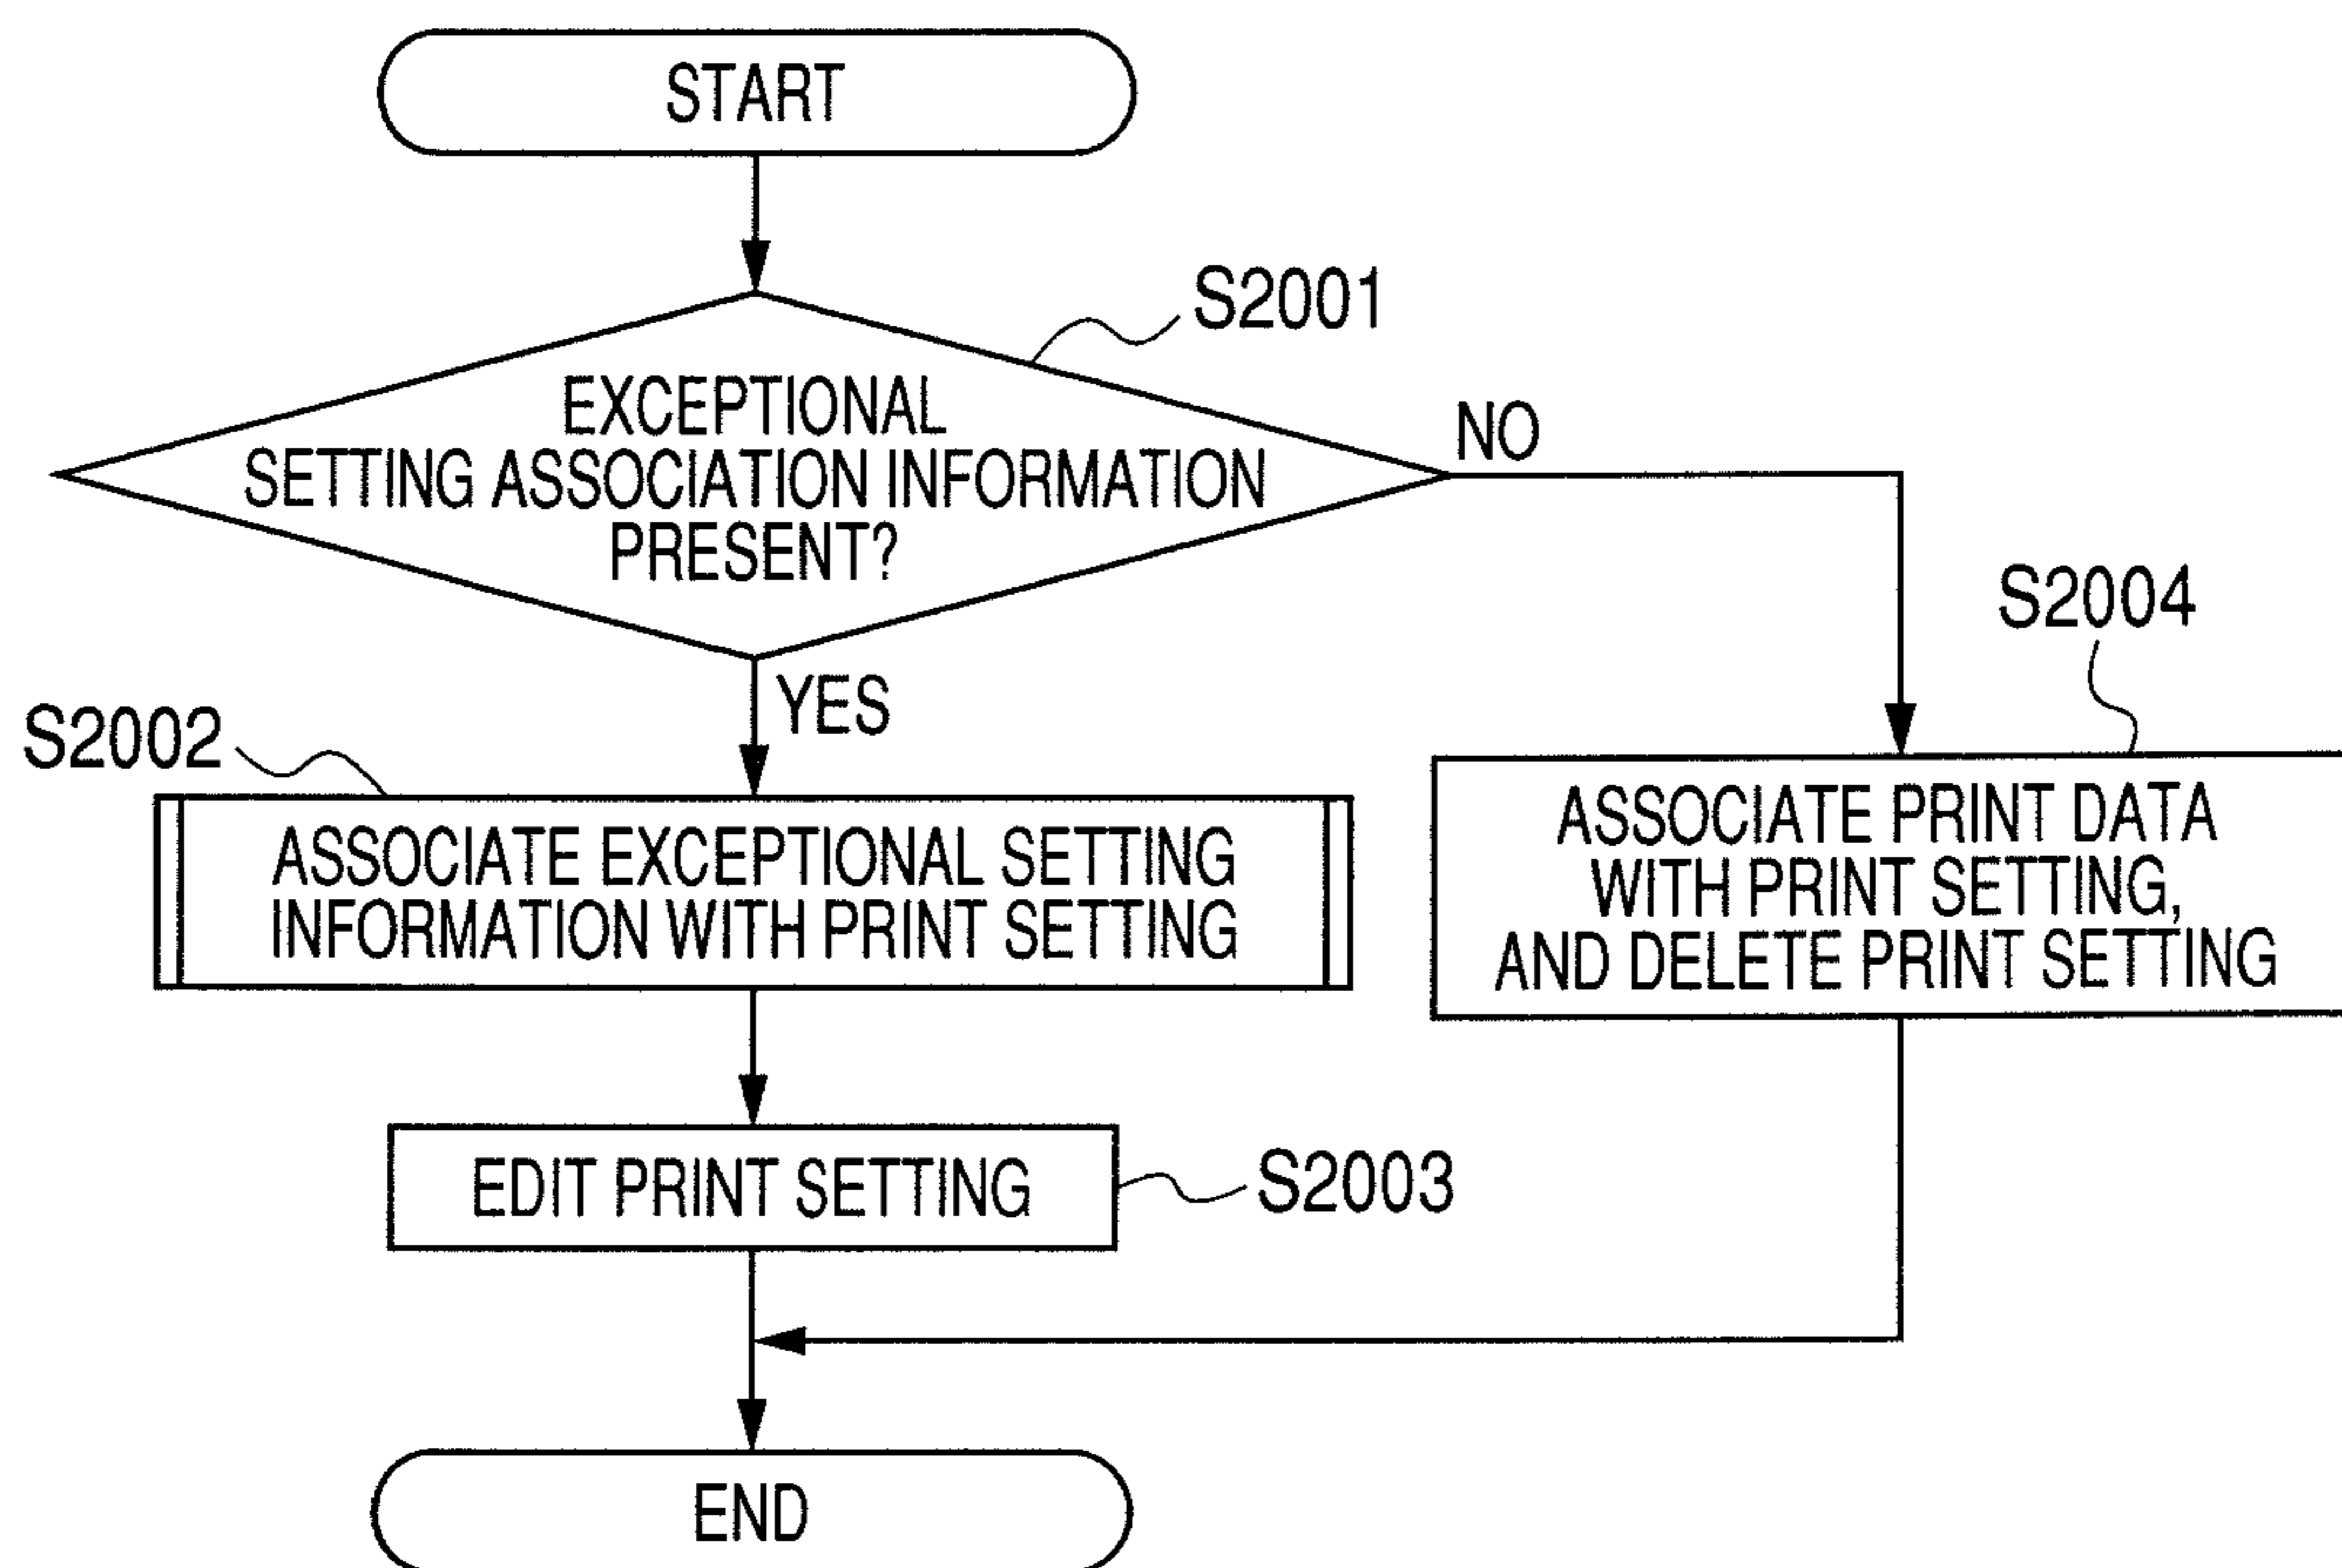 START
S2001
EXCEPTIONAL
SETTING ASSOCIATION INFORMATION
PRESENT?
NO
YES
S2002
ASSOCIATE EXCEPTIONAL SETTING
INFORMATION WITH PRINT SETTING
S2004
ASSOCIATE PRINT DATA
WITH PRINT SETTING,
AND DELETE PRINT SETTING
EDIT PRINT SETTING
S2003
END